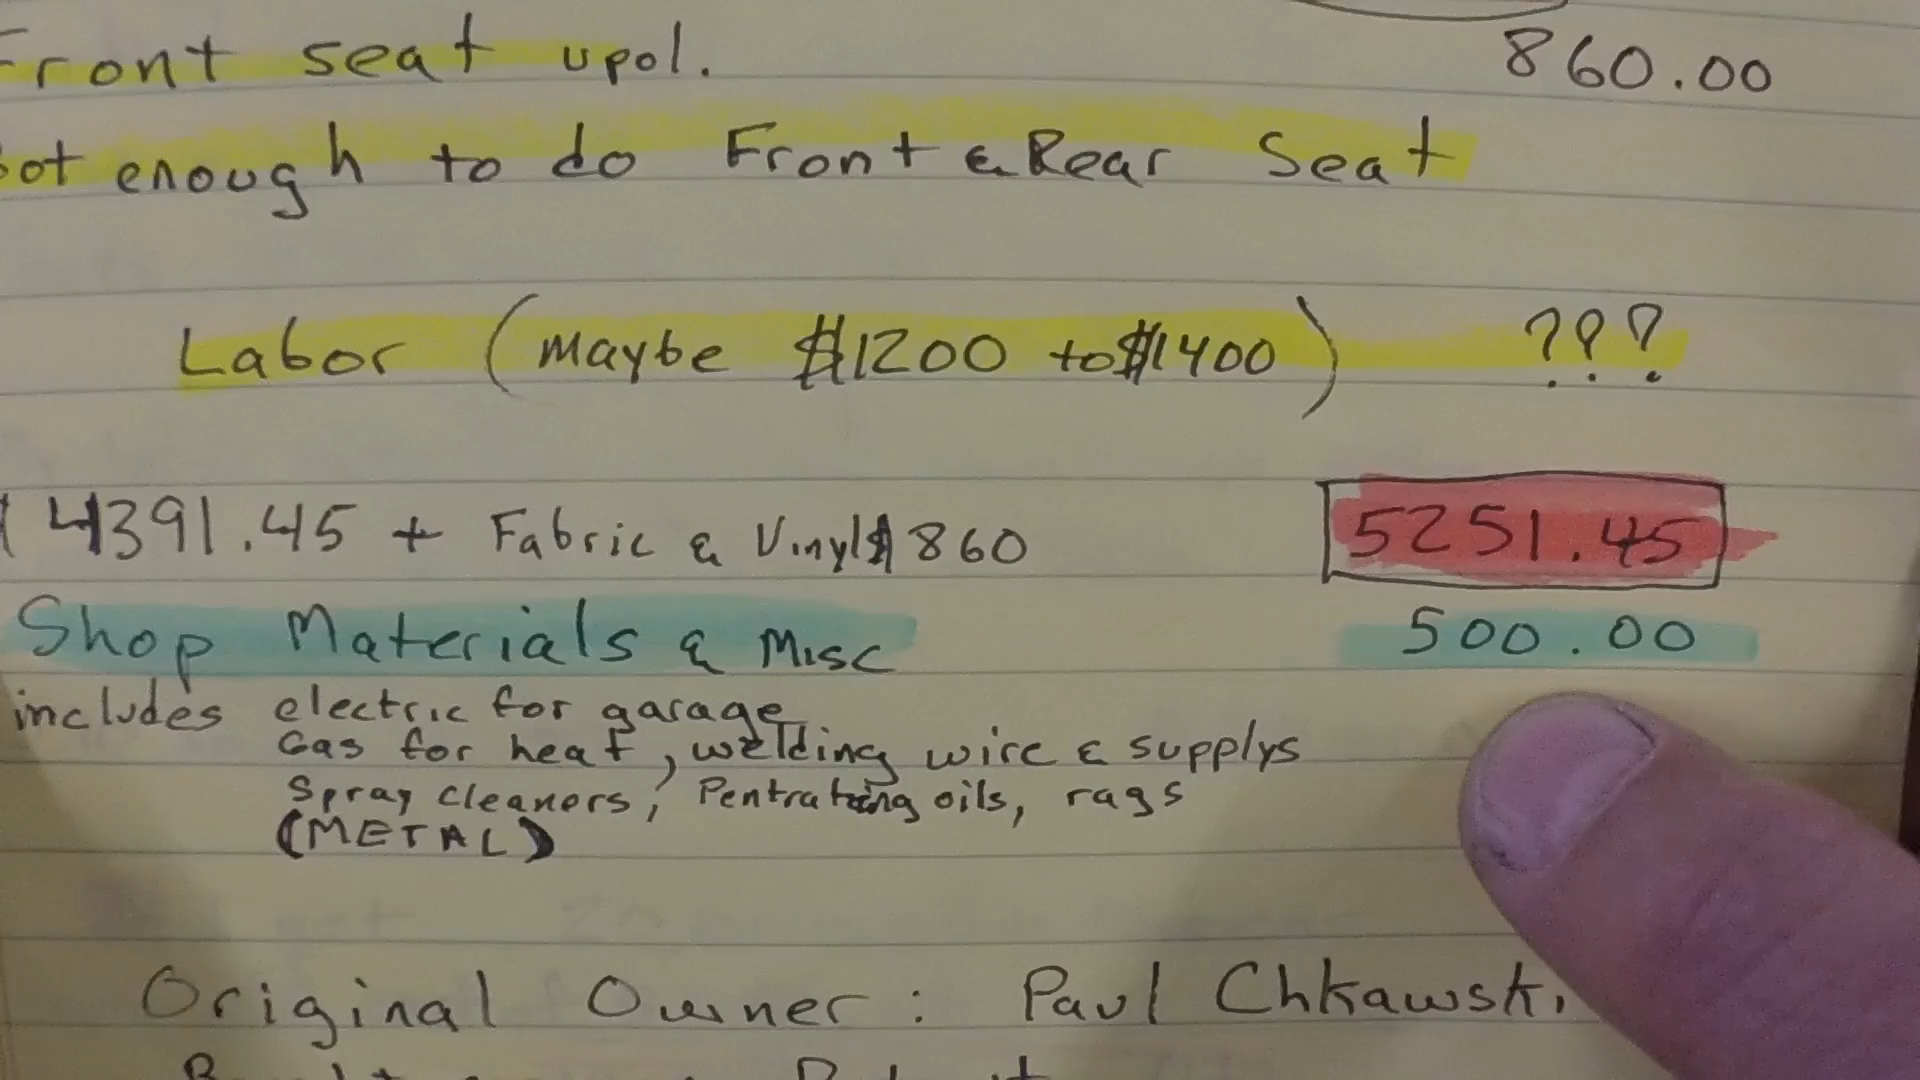 Front seat upol. 860.00
enough to do Front & Rear Seat
Labor (maybe $1200 to $1400) ???
4391.45 + Fabric & Vinyl $860 5251.45
Shop Materials & Misc 500.00
includes electric for garage
Gas for heat, welding wire & supplys
Spray cleaners, Pentrating oils, rags
(METAL)
Original Owner: Paul Chkawski